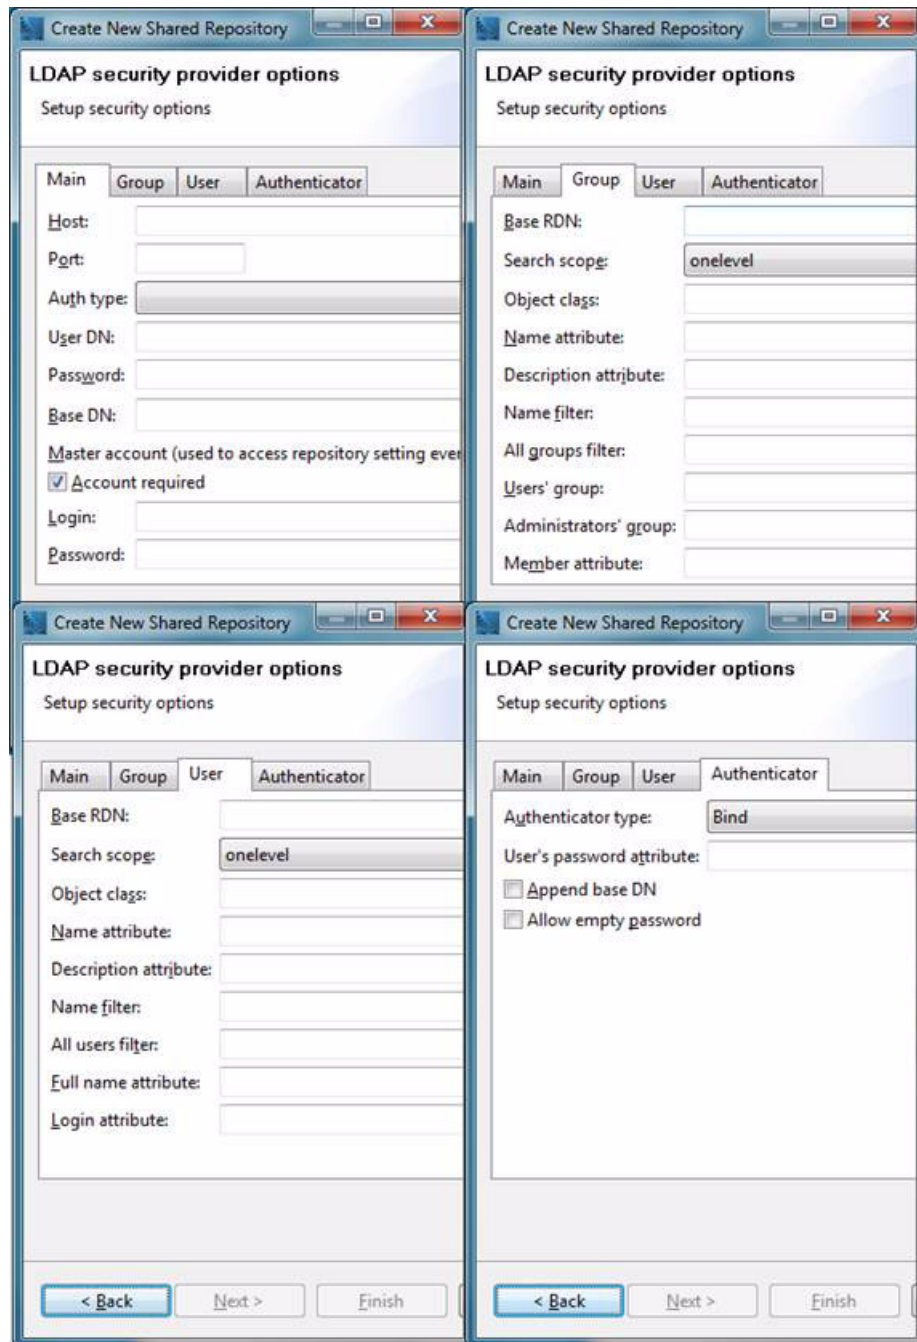 Create New Shared Repository
LDAP security provider options
Setup security options
Main Group User Authenticator
Host:
Port:
Auth type:
User DN:
Password:
Base DN:
Master account (used to access repository setting ever
Account required
Login:
Password:
Create New Shared Repository
LDAP security provider options
Setup security options
Main Group User Authenticator
Base RDN:
Search scope: onelevel
Object class:
Name attribute:
Description attribute:
Name filter:
All groups filter:
Users' group:
Administrators' group:
Member attribute:
Create New Shared Repository
LDAP security provider options
Setup security options
Main Group User Authenticator
Base RDN:
Search scope: onelevel
Object class:
Name attribute:
Description attribute:
Name filter:
All users filter:
Full name attribute:
Login attribute:
< Back Next > Finish
Create New Shared Repository
LDAP security provider options
Setup security options
Main Group User Authenticator
Authenticator type: Bind
User's password attribute:
Append base DN
Allow empty password
< Back Next > Finish